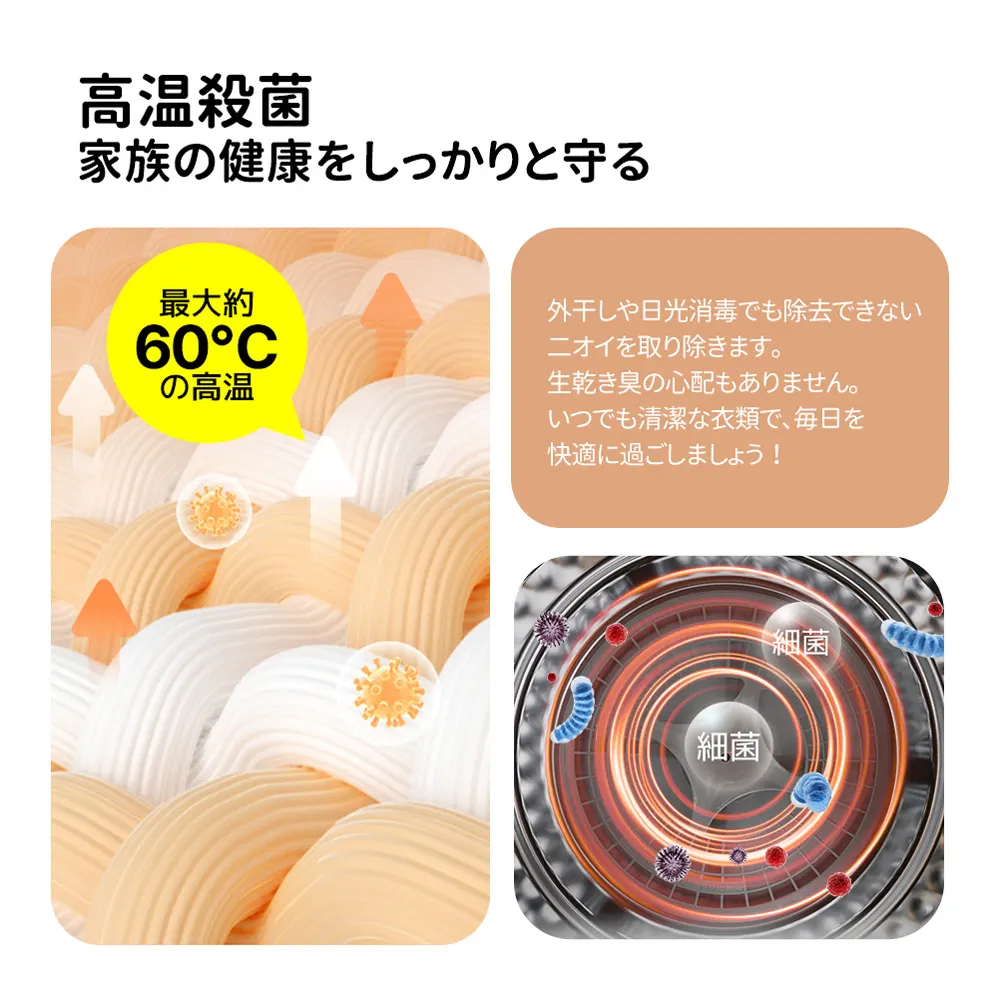 高温殺菌
家族の健康をしっかりと守る
最大約
60°C
の高温
外干しや日光消毒でも除去できない
ニオイを取り除きます。
生乾き臭の心配もありません。
いつでも清潔な衣類で、毎日を
快適に過ごしましょう！
細菌
細菌